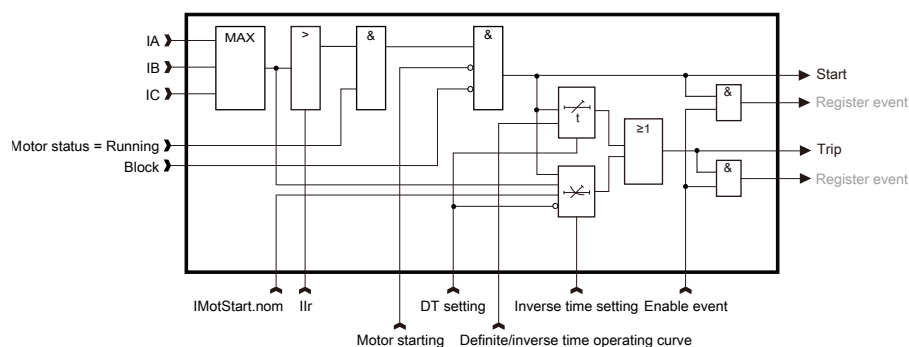 IA
IB
IC
MAX
>
&
&
Motor status = Running
Block
t
≥1
&
Start
Register event
Trip
&
Register event
IMotStart.nom
IIr
DT setting
Inverse time setting
Enable event
Motor starting
Definite/inverse time operating curve